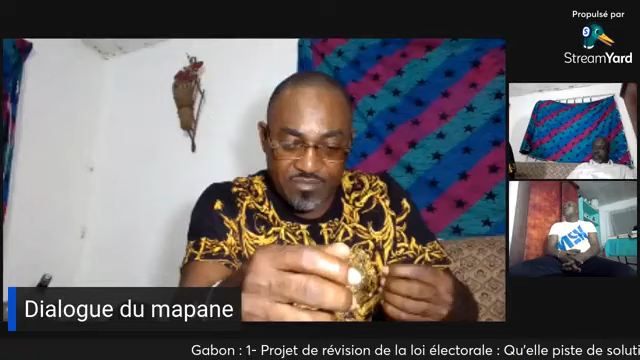 Propulsé par
StreamYard
Dialogue du mapane
Gabon : 1- Projet de révision de la loi électorale : Qu'elle piste de soluti